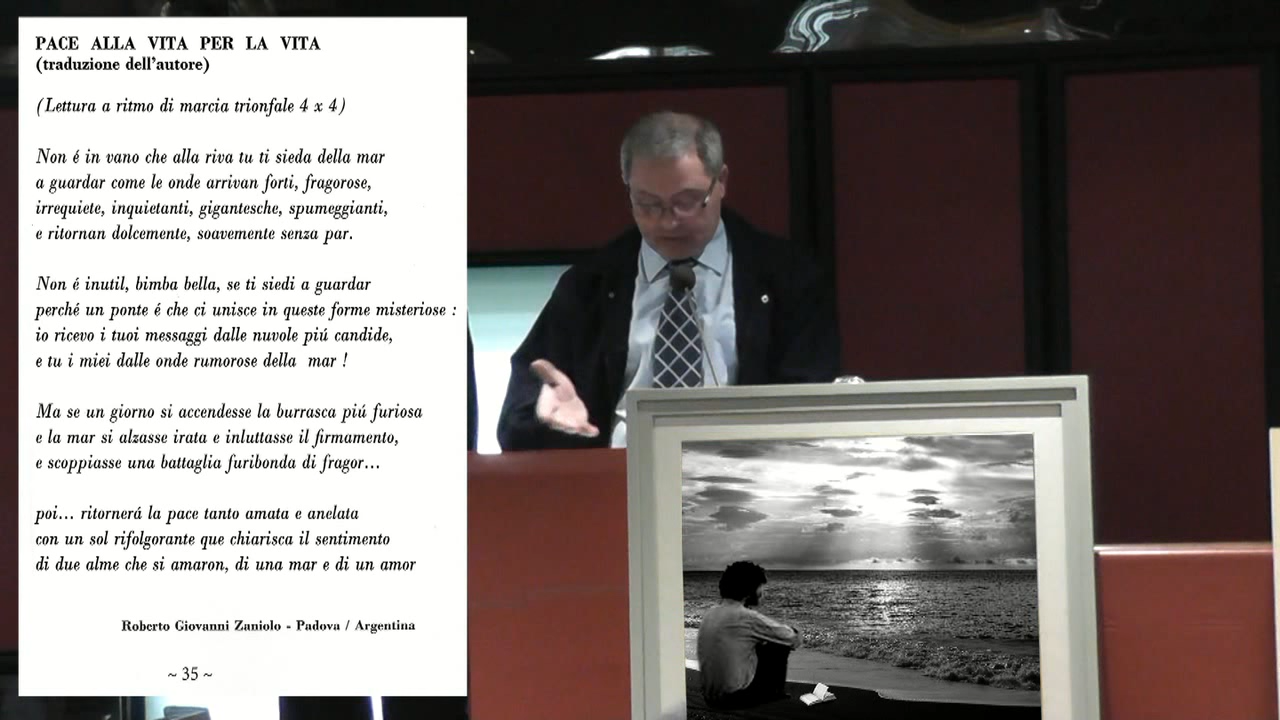 PACE ALLA VITA PER LA VITA
(traduzione dell'autore)
(Lettura a ritmo di marcia trionfale 4 x 4)
Non é in vano che alla riva tu ti sieda della mar
a guardar come le onde arrivan forti, fragorose,
irrequiete, inquietanti, gigantesche, spumeggianti,
e ritornan dolcemente, soavemente senza par.
Non é inutil, bimba bella, se ti siedi a guardar
perché un ponte é che ci unisce in queste forme misteriose :
io ricevo i tuoi messaggi dalle nuvole piú candide,
e tu i miei dalle onde rumorose della mar !
Ma se un giorno si accendesse la burrasca piú furiosa
e la mar si alzasse irata e inluttasse il firmamento,
e scoppiasse una battaglia furibonda di fragor...
poi... ritornerá la pace tanto amata e anelata
con un sol rifolgorante que chiarisca il sentimento
di due alme che si amaron, di una mar e di un amor
Roberto Giovanni Zaniolo - Padova / Argentina
~ 35 ~